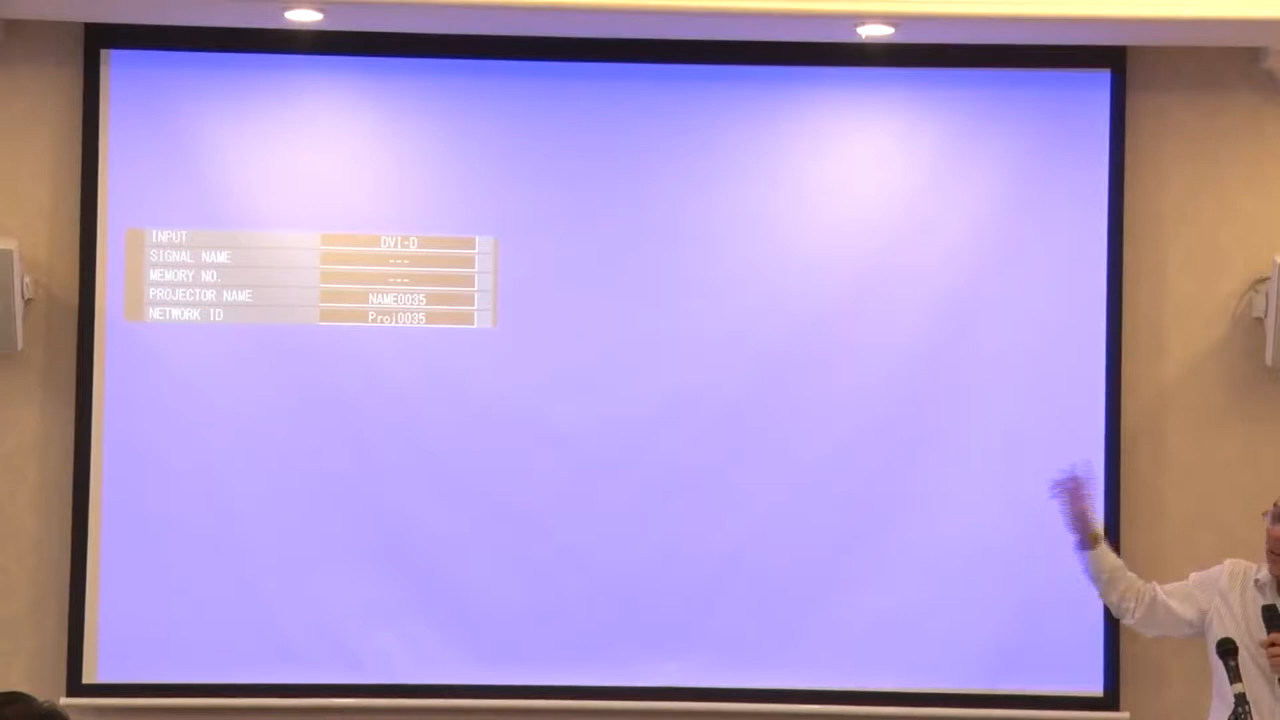 INPUT DVI-D
SIGNAL NAME ---
MEMORY NO. ---
PROJECTOR NAME NAME0035
NETWORK ID Proj0035